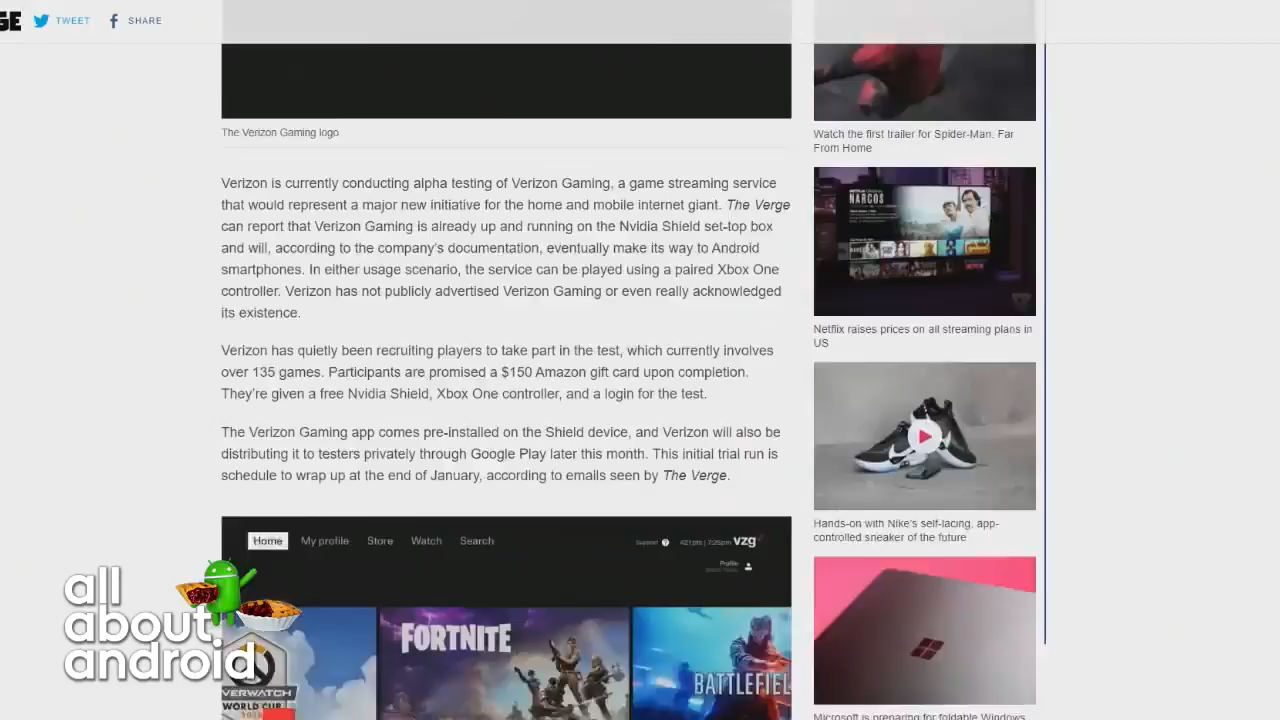 GE
TWEET
SHARE
The Verizon Gaming logo
Verizon is currently conducting alpha testing of Verizon Gaming, a game streaming service
that would represent a major new initiative for the home and mobile internet giant. The Verge
can report that Verizon Gaming is already up and running on the Nvidia Shield set-top box
and will, according to the company's documentation, eventually make its way to Android
smartphones. In either usage scenario, the service can be played using a paired Xbox One
controller. Verizon has not publicly advertised Verizon Gaming or even really acknowledged
its existence.
Verizon has quietly been recruiting players to take part in the test, which currently involves
over 135 games. Participants are promised a $150 Amazon gift card upon completion.
They're given a free Nvidia Shield, Xbox One controller, and a login for the test.
The Verizon Gaming app comes pre-installed on the Shield device, and Verizon will also be
distributing it to testers privately through Google Play later this month. This initial trial run is
schedule to wrap up at the end of January, according to emails seen by The Verge.
Home
My profile
Store
Watch
Search
Support
421pts | 7:25pm
vzg
Profile
FORTNITE
BATTLEFIEL
VERWATCH
WORLD CUP
all
about
android
Watch the first trailer for Spider-Man: Far
From Home
NARCOS
Netflix raises prices on all streaming plans in
US
Hands-on with Nike's self-lacing, app-
controlled sneaker of the future
Microsoft is preparing for foldable Windows